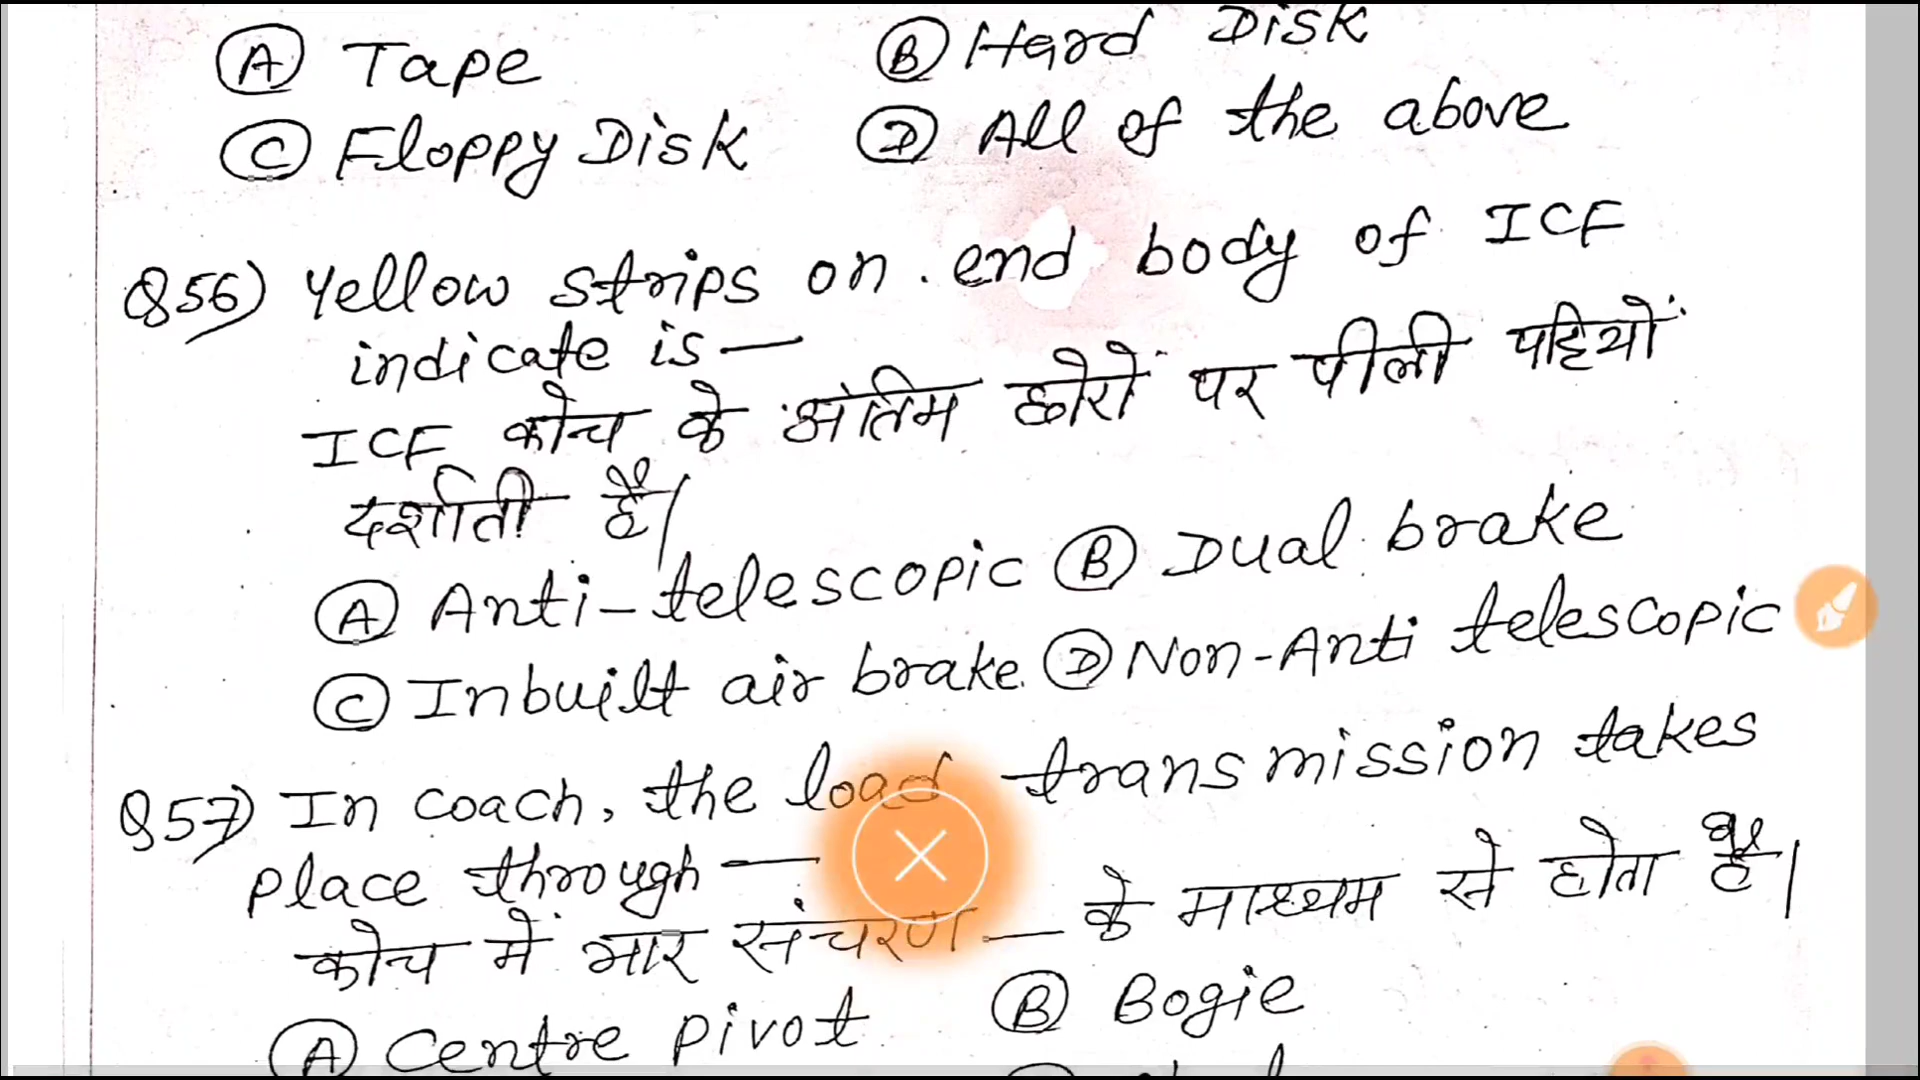 (A) Tape (B) Hard Disk
(C) Floppy Disk (D) All of the above
Q56) Yellow strips on end body of ICF
indicate is —
ICF कोच के अंतिम छोरों पर पीली पट्टियों
दर्शाती है।
(A) Anti-telescopic (B) Dual brake
(C) Inbuilt air brake (D) Non-Anti telescopic
Q57) In coach, the load transmission takes
place through —
कोच में भार संचरण — के माध्यम से होता है।
(A) Centre pivot (B) Bogie